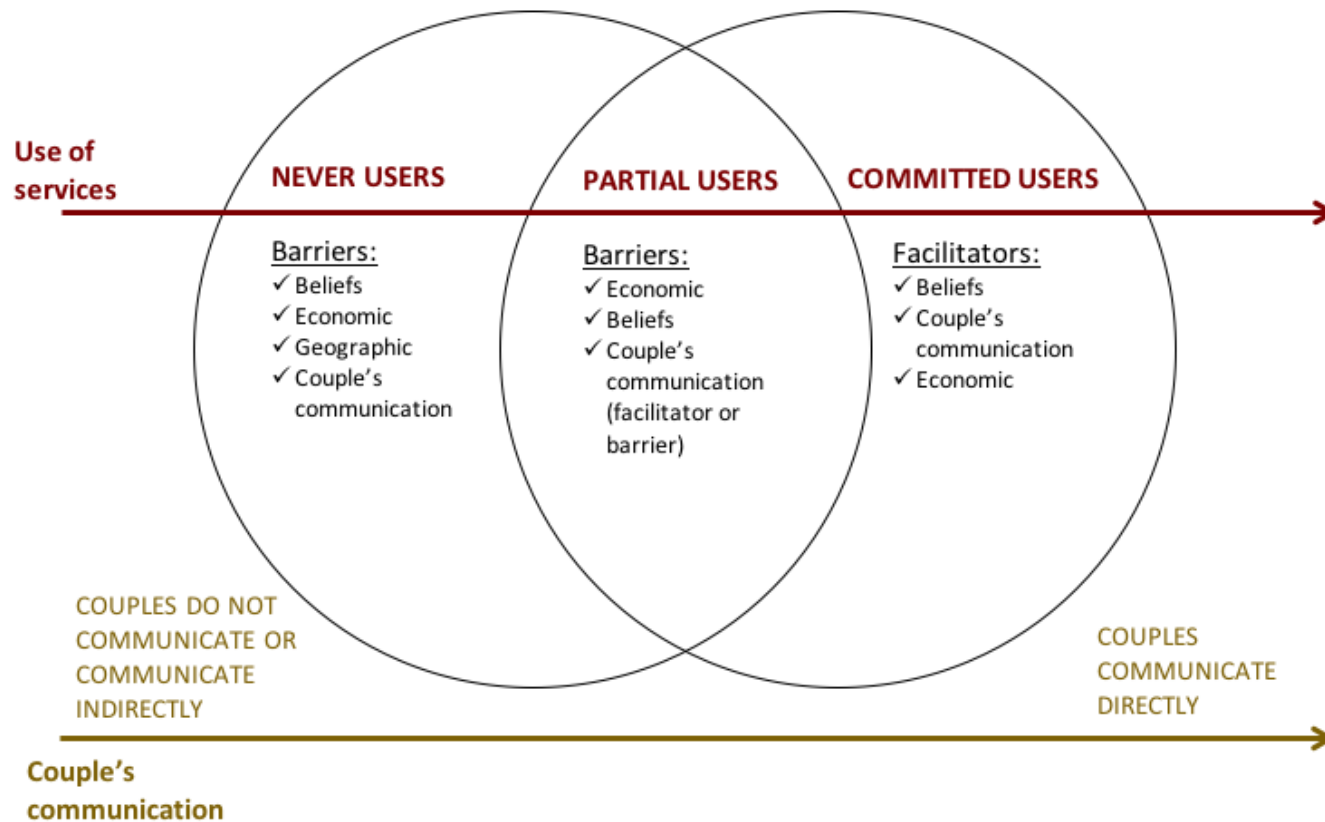 Use of
services
NEVER USERS
PARTIAL USERS
COMMITTED USERS
Barriers:
✓ Beliefs
✓ Economic
✓ Geographic
✓ Couple's
communication
Barriers:
✓ Economic
✓ Beliefs
✓ Couple's
communication
(facilitator or
barrier)
Facilitators:
✓ Beliefs
✓ Couple's
communication
✓ Economic
COUPLES DO NOT
COMMUNICATE OR
COMMUNICATE
INDIRECTLY
COUPLES
COMMUNICATE
DIRECTLY
Couple's
communication